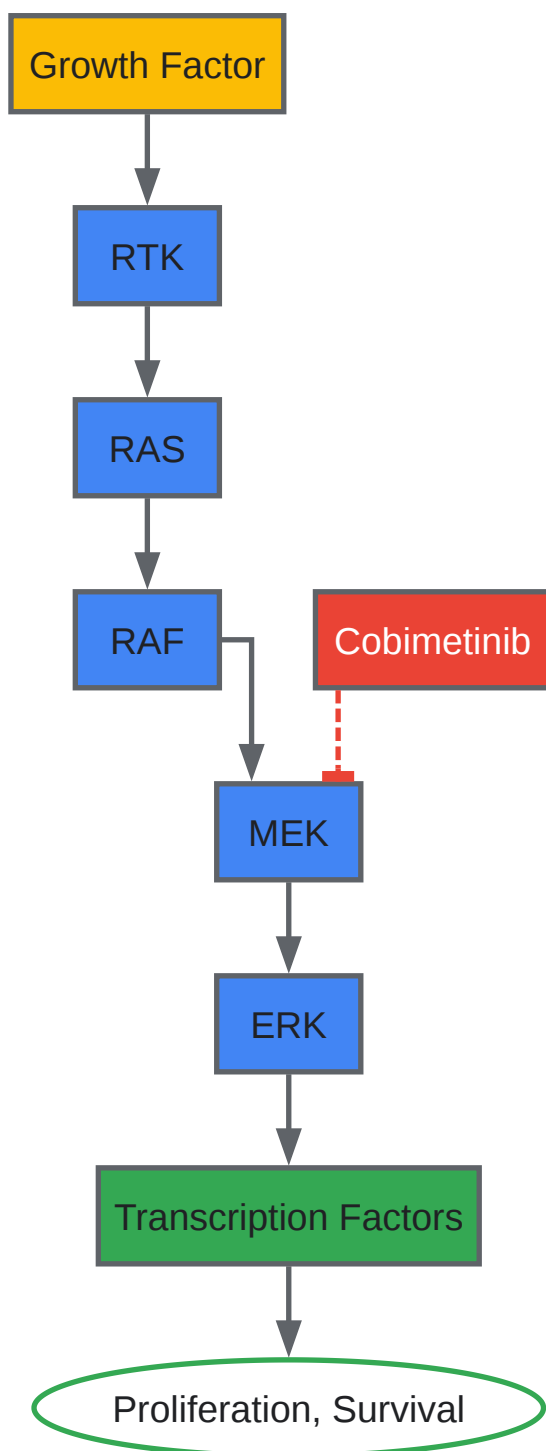 Growth Factor
RTK
RAS
RAF
Cobimetinib
MEK
ERK
Transcription Factors
Proliferation, Survival